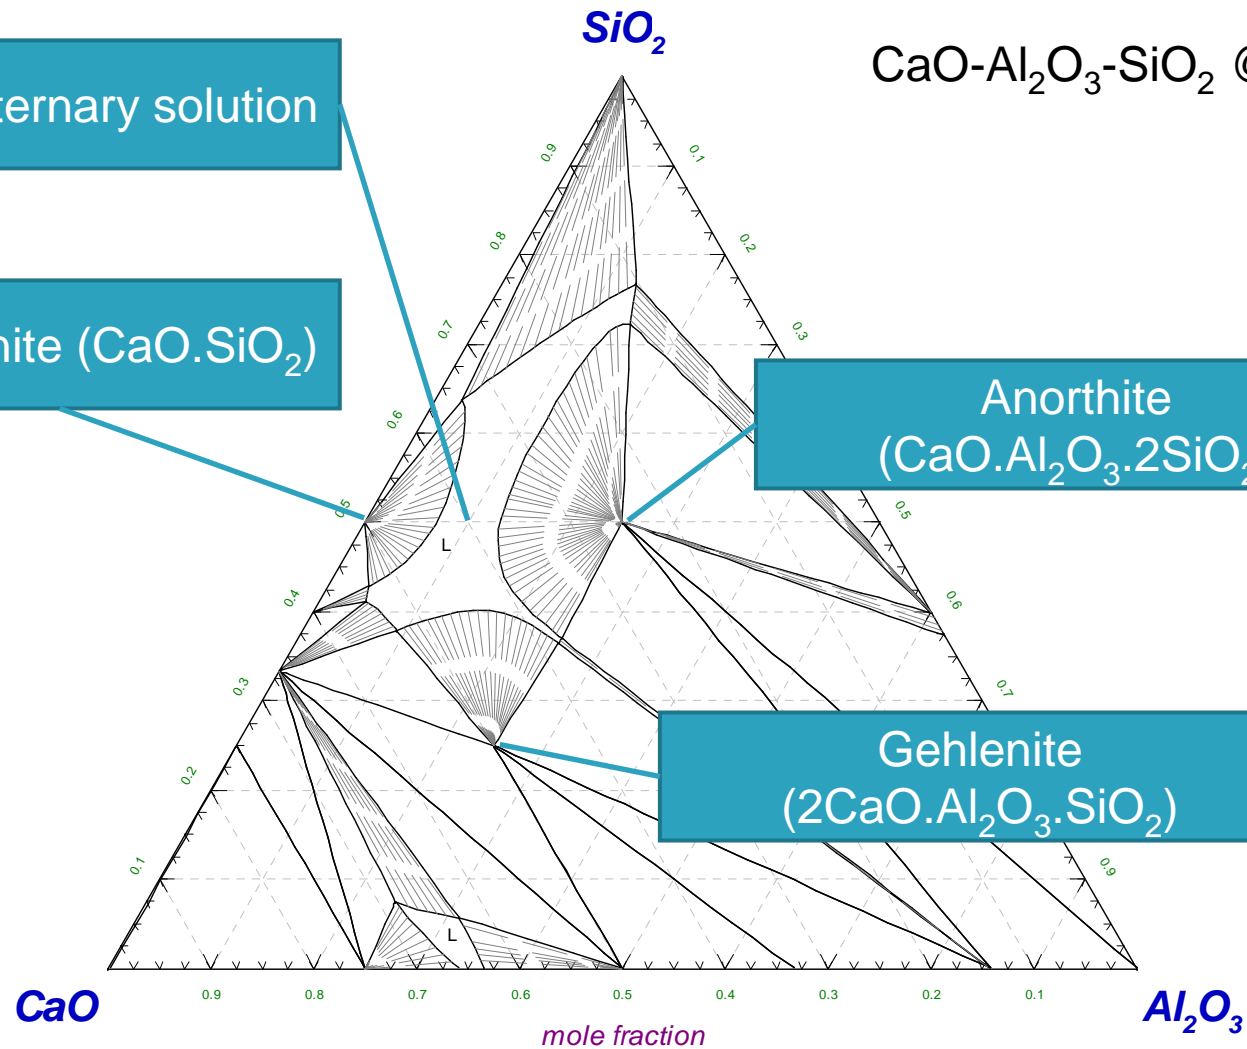 SiO₂
CaO-Al₂O₃-SiO₂ @
ternary solution
nite (CaO.SiO₂)
Anorthite
(CaO.Al₂O₃.2SiO₂
Gehlenite
(2CaO.Al₂O₃.SiO₂)
L
L
0.9
0.8
0.7
0.6
0.5
0.4
0.3
0.2
0.1
0.1
0.2
0.3
0.5
0.6
0.7
0.9
0.9
0.8
0.7
0.6
0.5
0.4
0.3
0.2
0.1
CaO
Al₂O₃
mole fraction